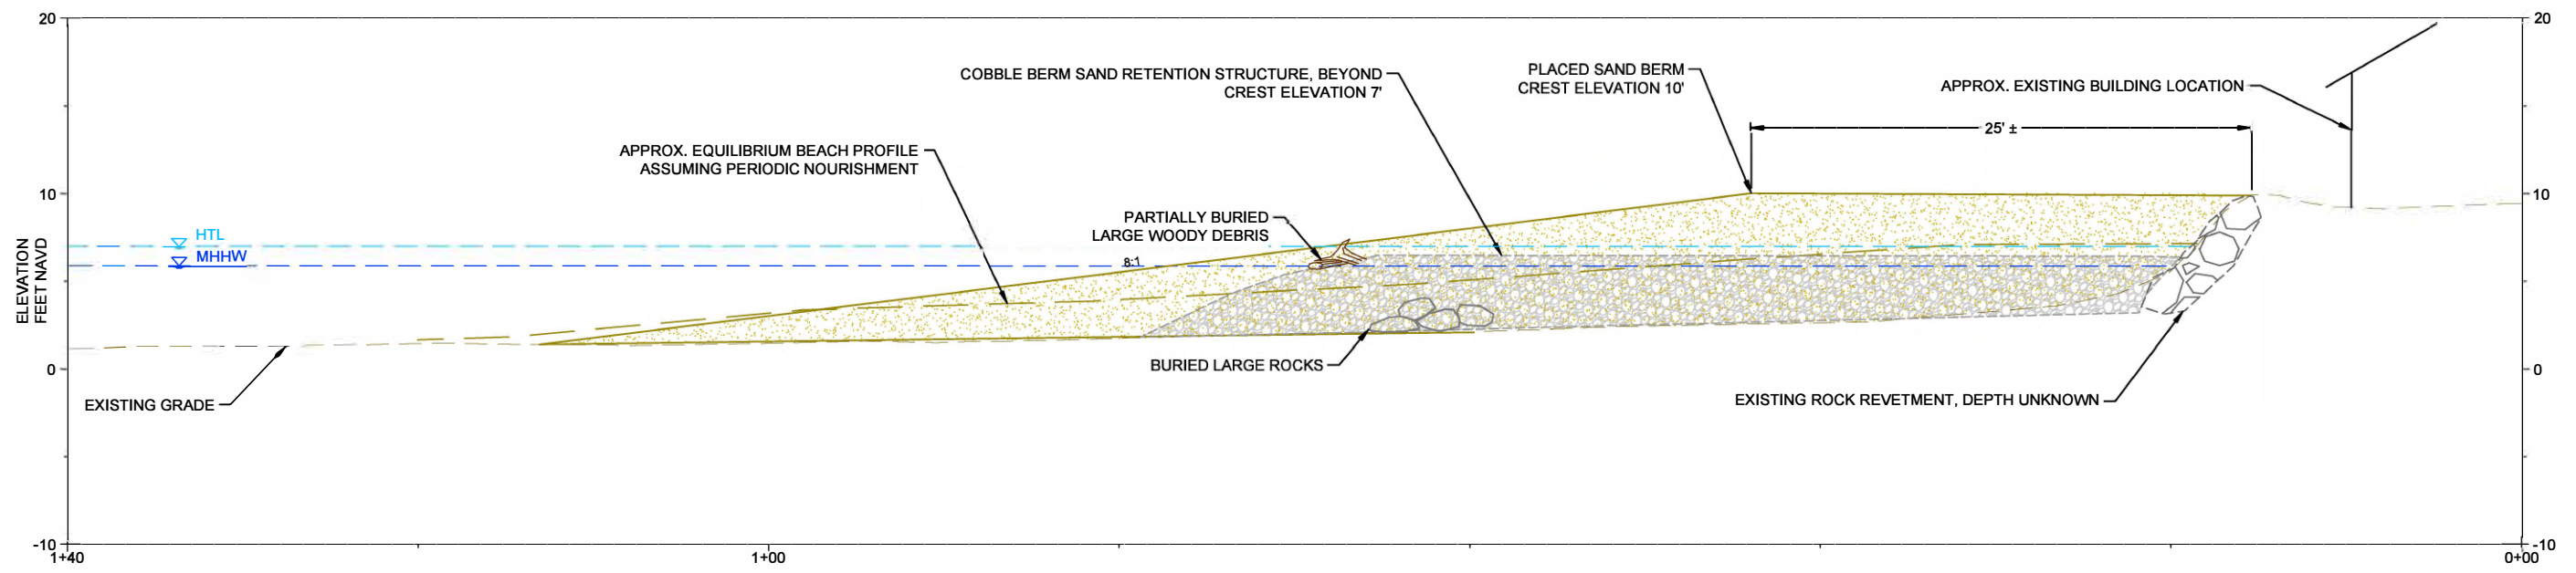 20
20
COBBLE BERM SAND RETENTION STRUCTURE, BEYOND
CREST ELEVATION 7'
PLACED SAND BERM
CREST ELEVATION 10'
APPROX. EXISTING BUILDING LOCATION
25' ±
APPROX. EQUILIBRIUM BEACH PROFILE
ASSUMING PERIODIC NOURISHMENT
10
10
PARTIALLY BURIED
LARGE WOODY DEBRIS
HTL
MHHW
8:1
ELEVATION
FEET NAVD
0
0
BURIED LARGE ROCKS
EXISTING GRADE
EXISTING ROCK REVETMENT, DEPTH UNKNOWN
-10
-10
1+40
1+00
0+00